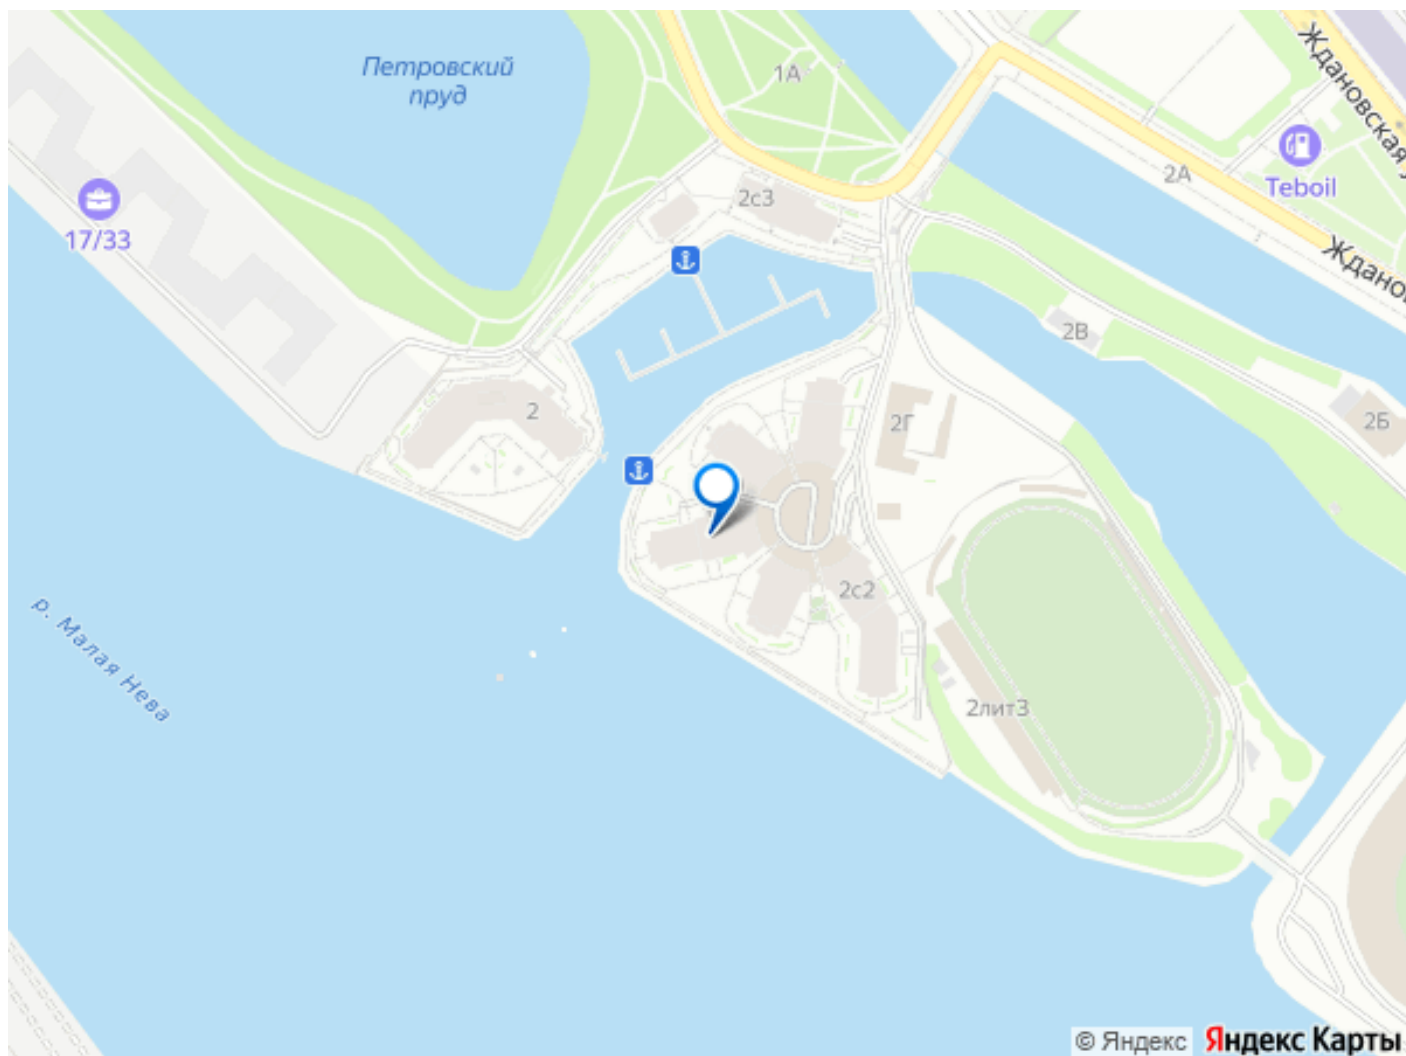 Петровский
пруд
1А
Ждановская у
2А
Teboil
2с3
17/33
Жданов
2В
2
2Г
2Б
2с2
р. Малая Нева
2лит3
© Яндекс Яндекс Карты